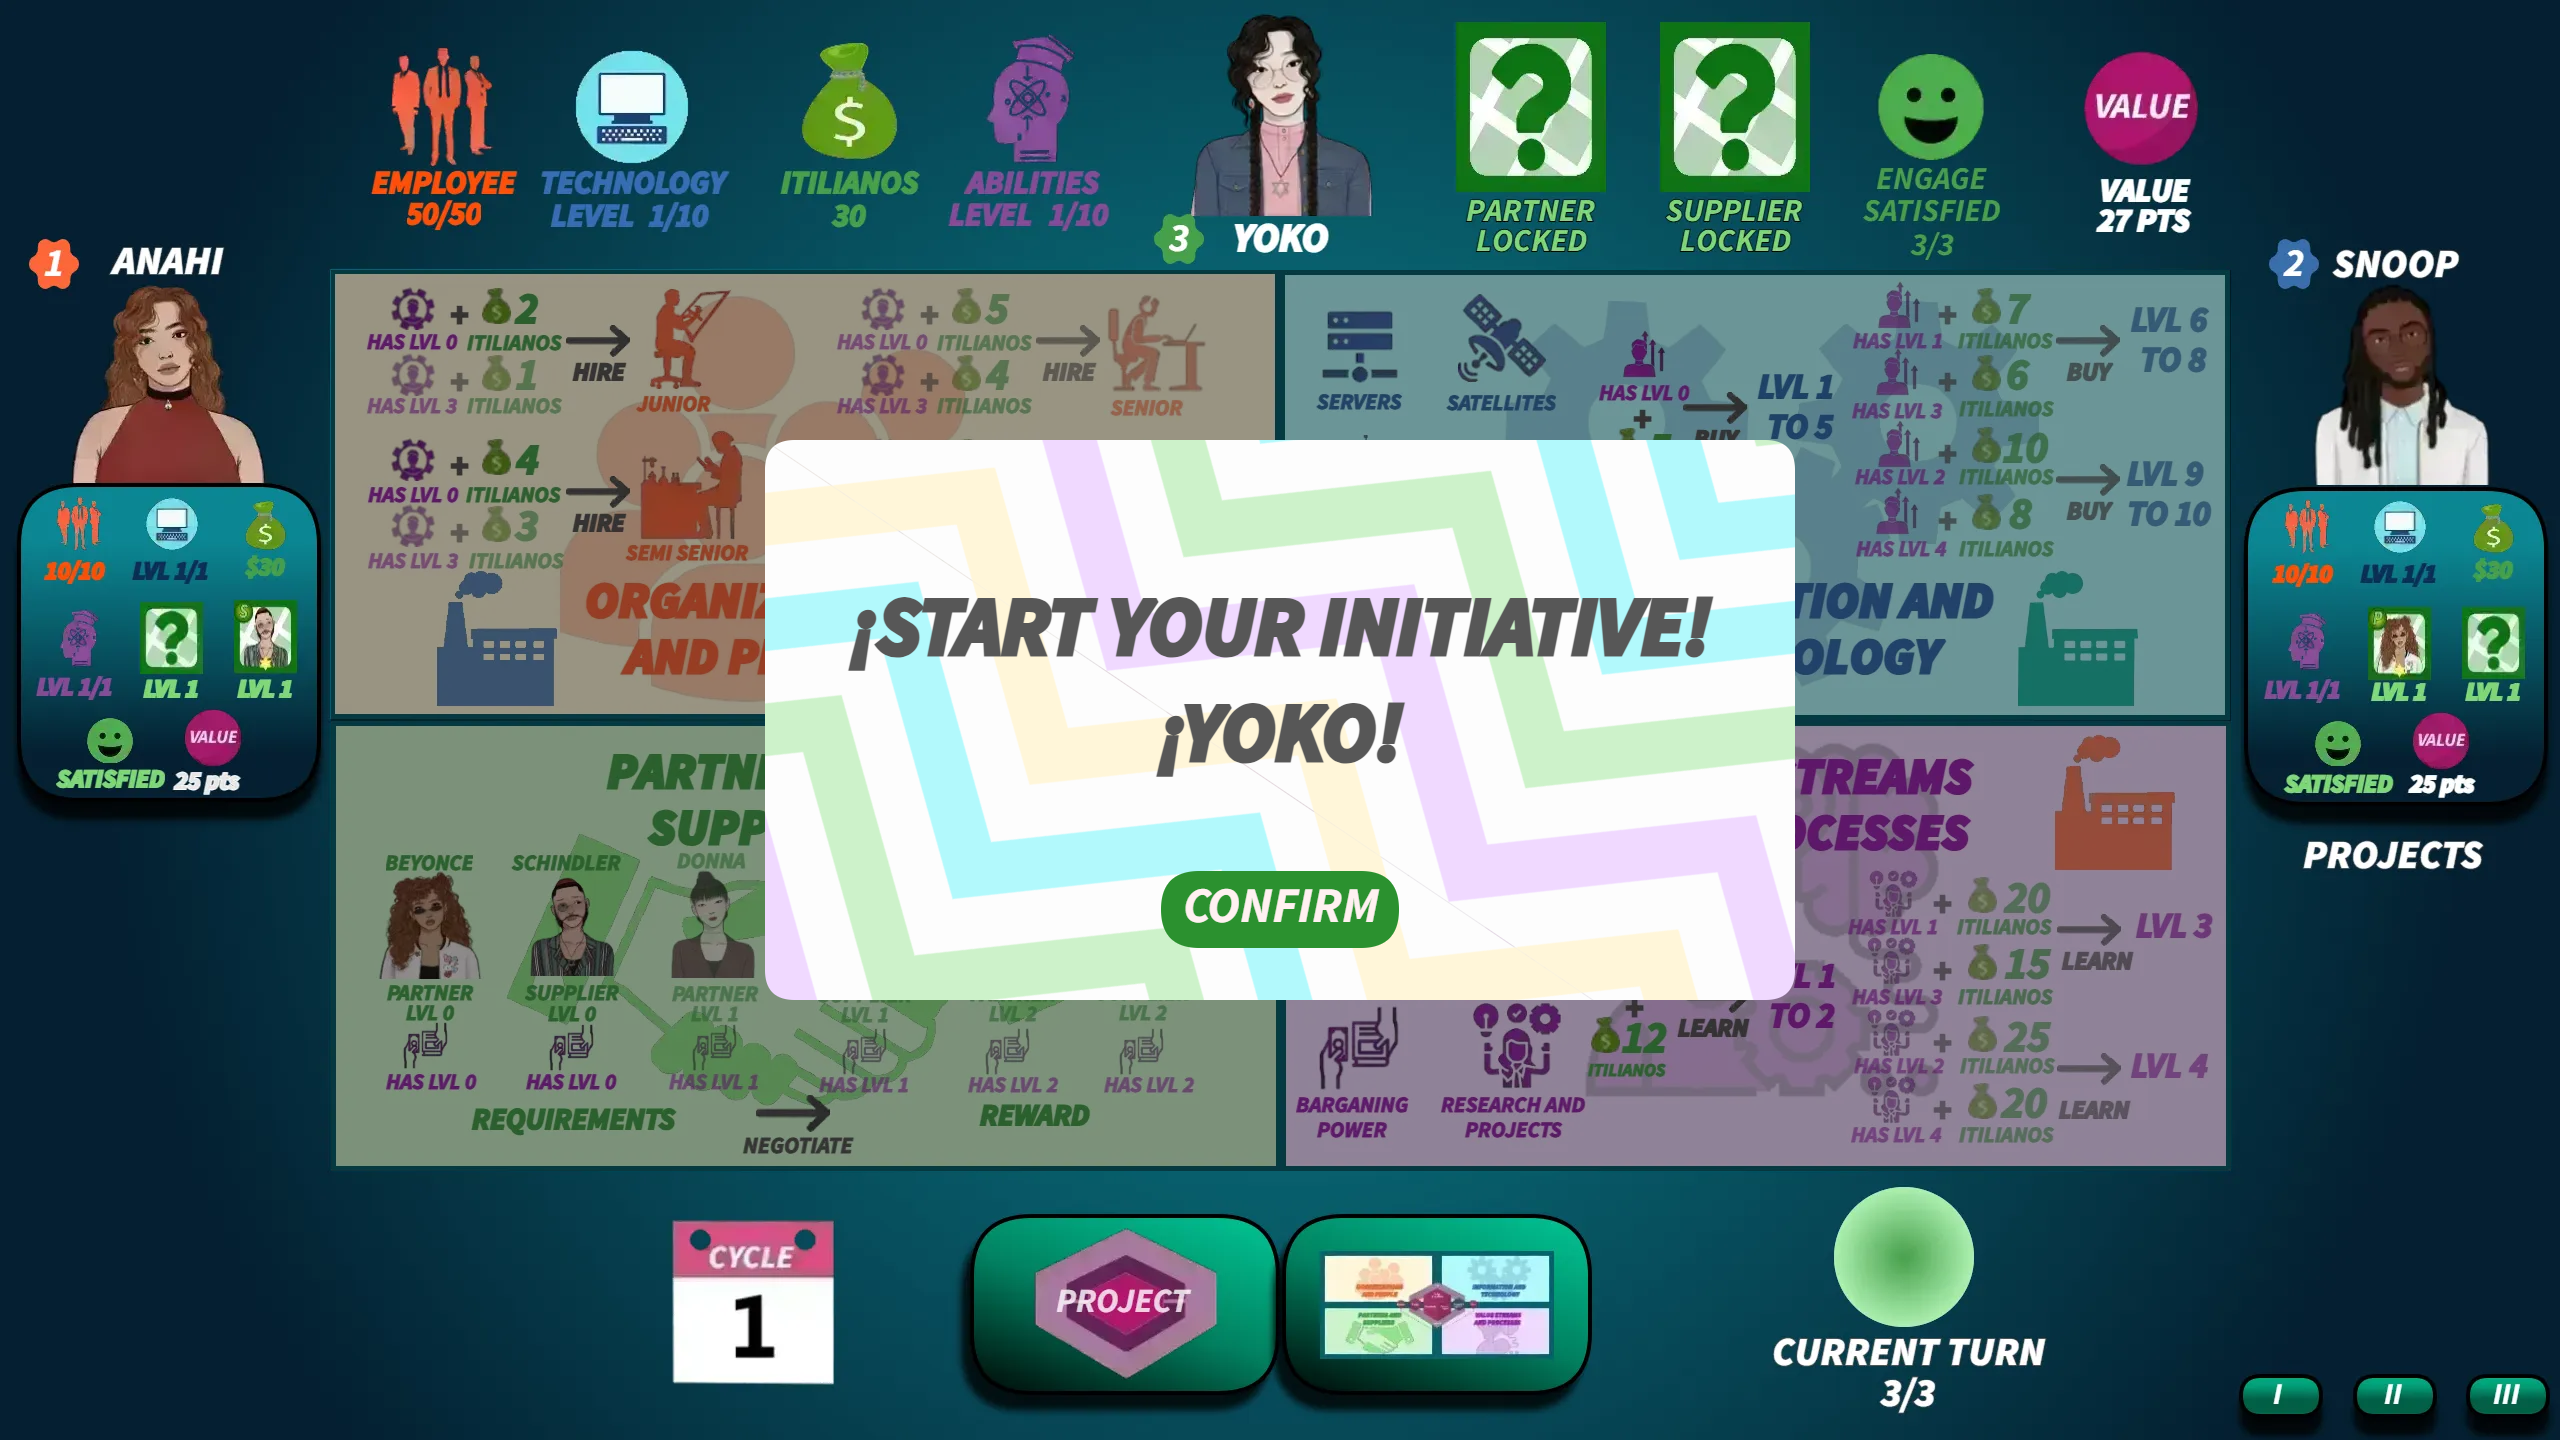 EMPLOYEE
50/50
TECHNOLOGY
LEVEL 1/10
$
ITILIANOS
30
ABILITIES
LEVEL 1/10
3 YOKO
?
PARTNER
LOCKED
?
SUPPLIER
LOCKED
ENGAGE
SATISFIED
3/3
VALUE
VALUE
27 PTS
1 ANAHI
10/10
LVL 1/1
$30
LVL 1/1
LVL 1
LVL 1
SATISFIED
VALUE
25 pts
2 SNOOP
10/10
LVL 1/1
$30
LVL 1/1
LVL 1
LVL 1
SATISFIED
VALUE
25 pts
PROJECTS
HAS LVL 0 + 2 ITILIANOS
HAS LVL 3 + 1 ITILIANOS
HIRE
JUNIOR
HAS LVL 0 + 5 ITILIANOS
HAS LVL 3 + 4 ITILIANOS
HIRE
SENIOR
HAS LVL 0 + 4 ITILIANOS
HAS LVL 3 + 3 ITILIANOS
HIRE
SEMI SENIOR
SERVERS
SATELLITES
HAS LVL 0
+
BUY
LVL 1
TO 5
HAS LVL 1 + 7 ITILIANOS
HAS LVL 3 + 6 ITILIANOS
BUY
LVL 6
TO 8
HAS LVL 2 + 10 ITILIANOS
HAS LVL 4 + 8 ITILIANOS
BUY
LVL 9
TO 10
¡START YOUR INITIATIVE!
¡YOKO!
CONFIRM
BEYONCE
PARTNER
LVL 0
HAS LVL 0
SCHINDLER
SUPPLIER
LVL 0
HAS LVL 0
DONNA
PARTNER
LVL 1
HAS LVL 1
LVL 1
HAS LVL 1
LVL 2
HAS LVL 2
LVL 2
HAS LVL 2
REQUIREMENTS
NEGOTIATE
REWARD
BARGANING
POWER
RESEARCH AND
PROJECTS
+
12
ITILIANOS
LEARN
TO 2
HAS LVL 1 + 20 ITILIANOS
HAS LVL 3 + 15 ITILIANOS
LEARN
LVL 3
HAS LVL 2 + 25 ITILIANOS
HAS LVL 4 + 20 ITILIANOS
LEARN
LVL 4
CYCLE
1
PROJECT
CURRENT TURN
3/3
I
II
III